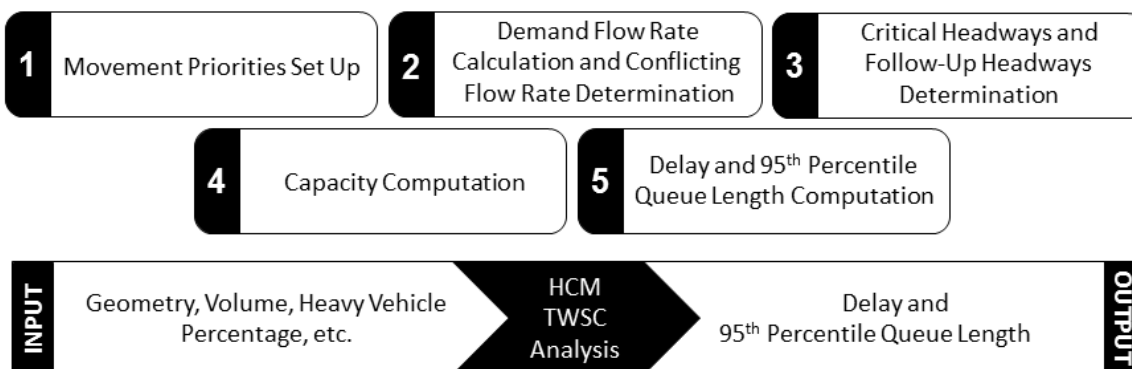 1
Movement Priorities Set Up
2
Demand Flow Rate
Calculation and Conflicting
Flow Rate Determination
3
Critical Headways and
Follow-Up Headways
Determination
4
Capacity Computation
5
Delay and 95th Percentile
Queue Length Computation
INPUT
Geometry, Volume, Heavy Vehicle
Percentage, etc.
HCM
TWSC
Analysis
Delay and
95th Percentile Queue Length
OUTPUT